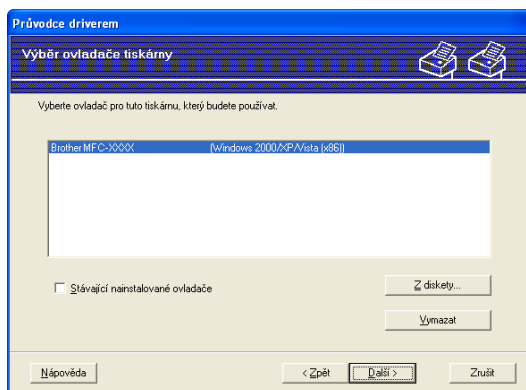 Průvodce driverem
Výběr ovladače tiskárny
Vyberte ovladač pro tuto tiskárnu, který budete používat.
Brother MFC-XXXX (Windows 2000/XP/Vista (x86))
Stávající nainstalované ovladače
Z diskety...
Vymazat
Nápověda
< Zpět
Další >
Zrušit